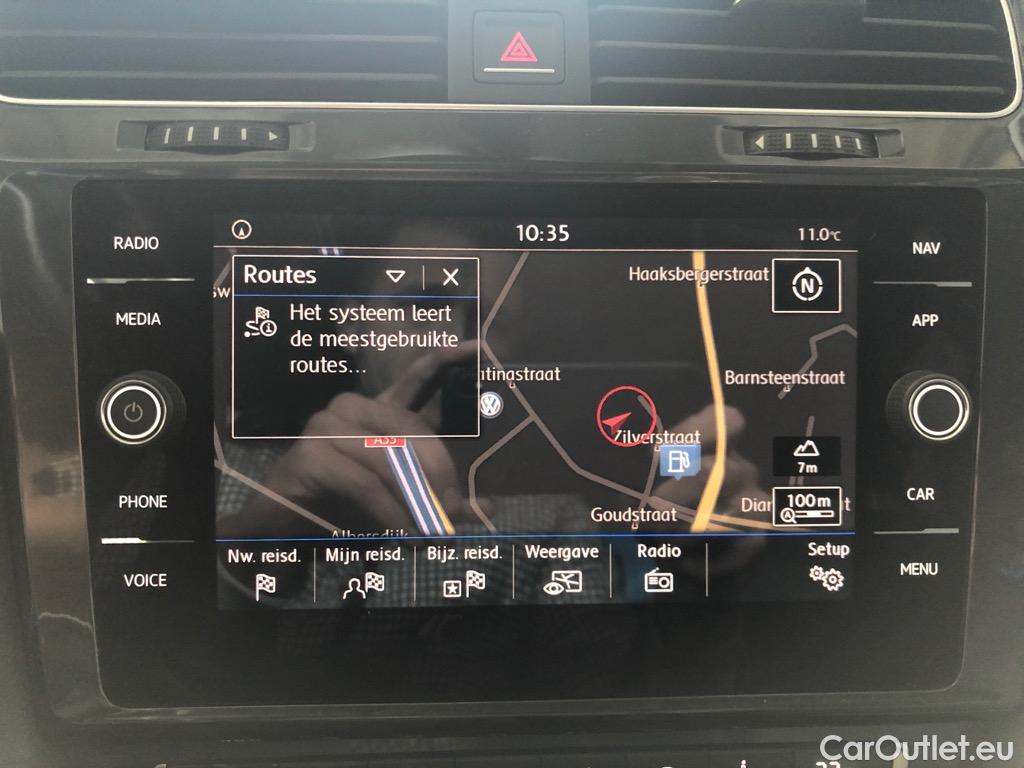 RADIO
MEDIA
PHONE
VOICE
NAV
APP
CAR
MENU
10:35
11.0°C
Routes
Het systeem leert
de meestgebruikte
routes...
Haaksbergerstraat
N
Barnsteenstraat
Zilverstraat
Goudstraat
A35
7m
100m
Nw. reisd.
Mijn reisd.
Bijz. reisd.
Weergave
Radio
Setup
CarOutlet.eu